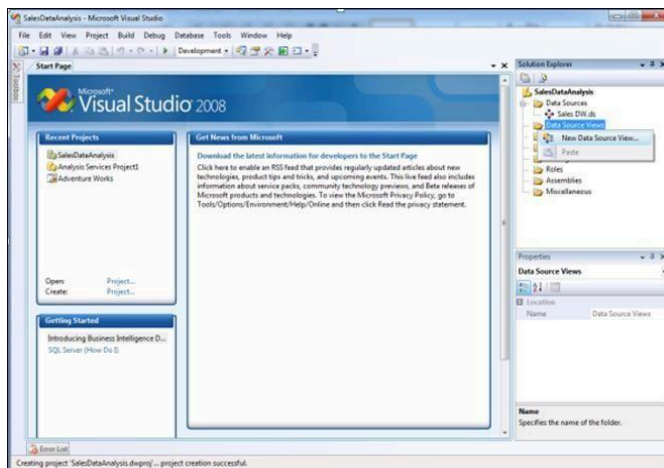 SalesDataAnalysis - Microsoft Visual Studio
File Edit View Project Build Debug Database Tools Window Help
Development
Toolbox
Start Page
Microsoft®
Visual Studio 2008
Recent Projects
SalesDataAnalysis
Analysis Services Project1
Adventure Works
Open: Project...
Create: Project...
Getting Started
Introducing Business Intelligence D...
SQL Server (How Do I)
Get News from Microsoft
Download the latest information for developers to the Start Page
Click here to enable an RSS feed that provides regularly updated articles about new
technologies, product tips and tricks, and upcoming events. This live feed also includes
information about service packs, community technology previews, and Beta releases of
Microsoft products and technologies. To view the Microsoft Privacy Policy, go to
Tools/Options/Environment/Help/Online and then click Read the privacy statement.
Solution Explorer
SalesDataAnalysis
Data Sources
Sales DW.ds
Data Source Views
New Data Source View...
Paste
Roles
Assemblies
Miscellaneous
Properties
Data Source Views
Location
Name Data Source Views
Name
Specifies the name of the folder.
Error List
Creating project 'SalesDataAnalysis.dwproj'... project creation successful.